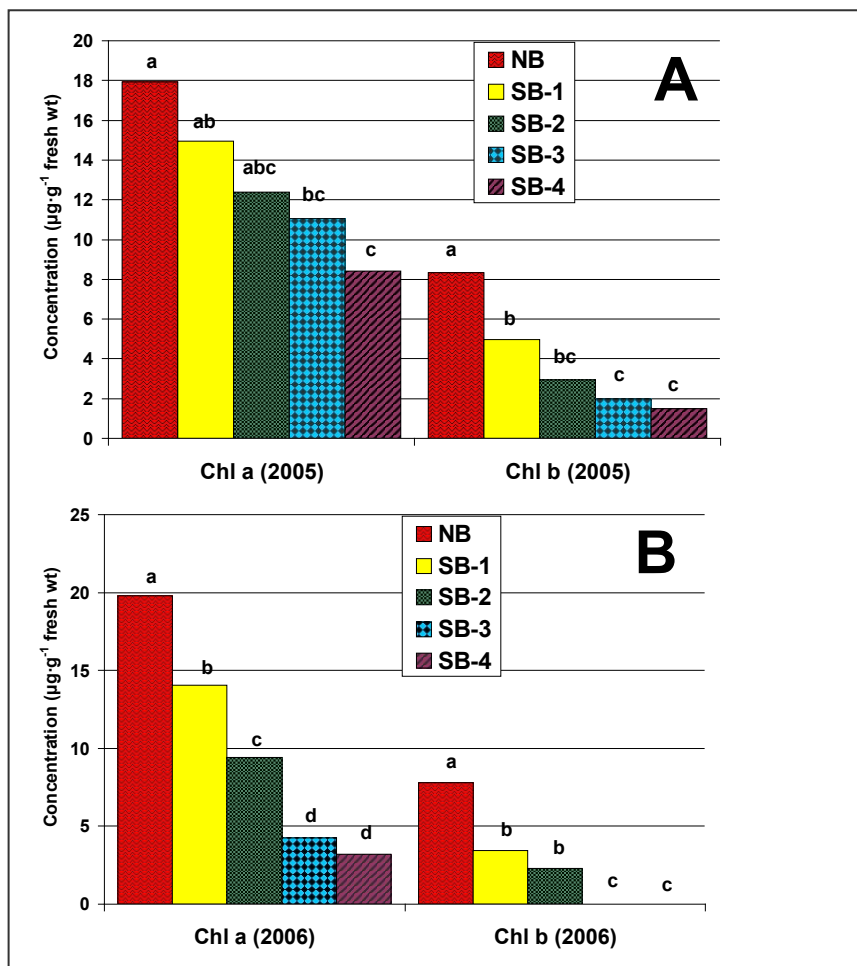 A
Concentration (µg·g⁻¹ fresh wt)
20
18
16
14
12
10
8
6
4
2
0
NB
SB-1
SB-2
SB-3
SB-4
a
ab
abc
bc
c
a
b
bc
c
c
Chl a (2005)
Chl b (2005)
B
Concentration (µg·g⁻¹ fresh wt)
25
20
15
10
5
0
NB
SB-1
SB-2
SB-3
SB-4
a
b
c
d
d
a
b
b
c
c
Chl a (2006)
Chl b (2006)